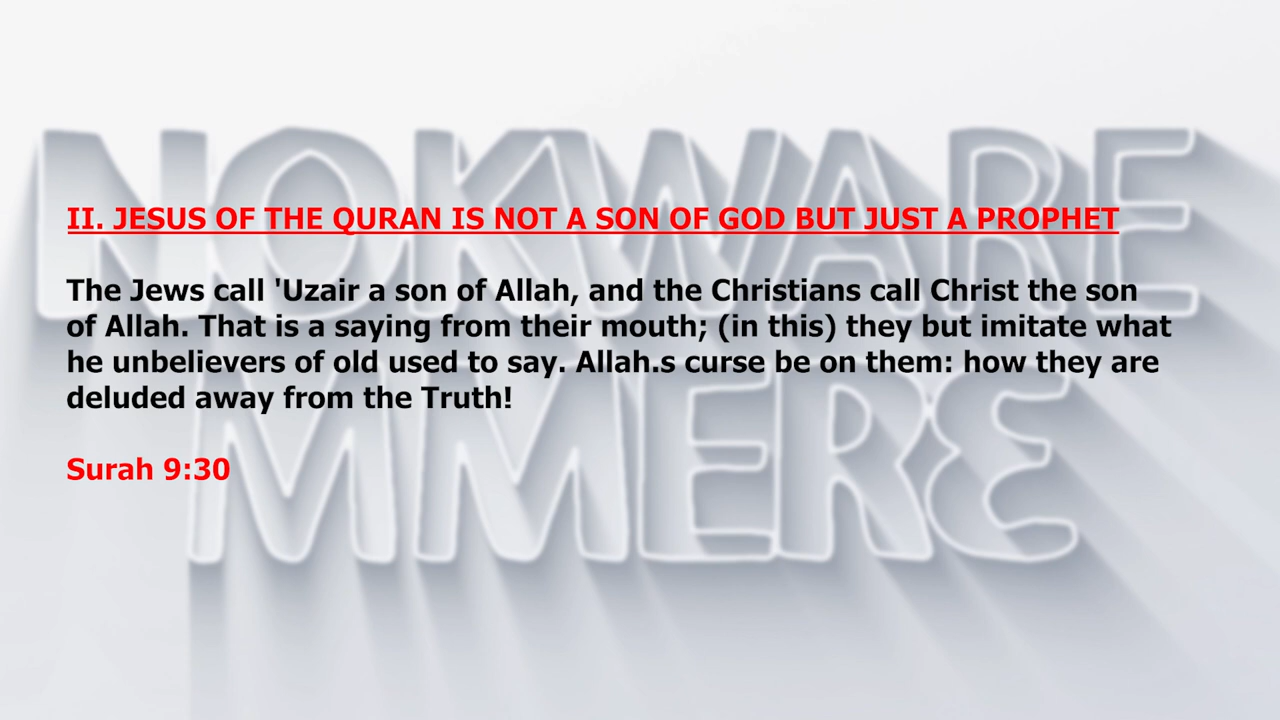 NOKWARE
MMERƐ
II. JESUS OF THE QURAN IS NOT A SON OF GOD BUT JUST A PROPHET
The Jews call 'Uzair a son of Allah, and the Christians call Christ the son
of Allah. That is a saying from their mouth; (in this) they but imitate what
he unbelievers of old used to say. Allah.s curse be on them: how they are
deluded away from the Truth!
Surah 9:30